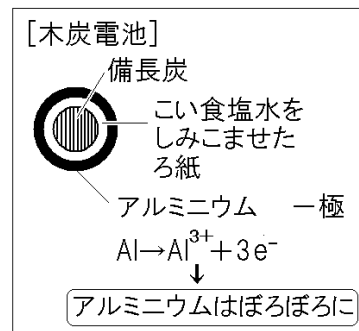 [木炭電池]
備長炭
こい食塩水を
しみこませた
ろ紙
アルミニウム －極
Al→Al³⁺＋3e⁻
↓
アルミニウムはぼろぼろに